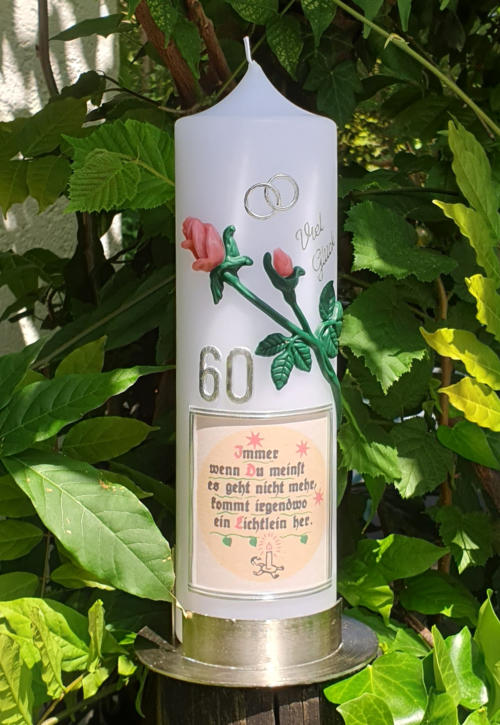 Viel
Glück
60
Immer
wenn Du meinst
es geht nicht mehr,
kommt irgendwo
ein Lichtlein her.